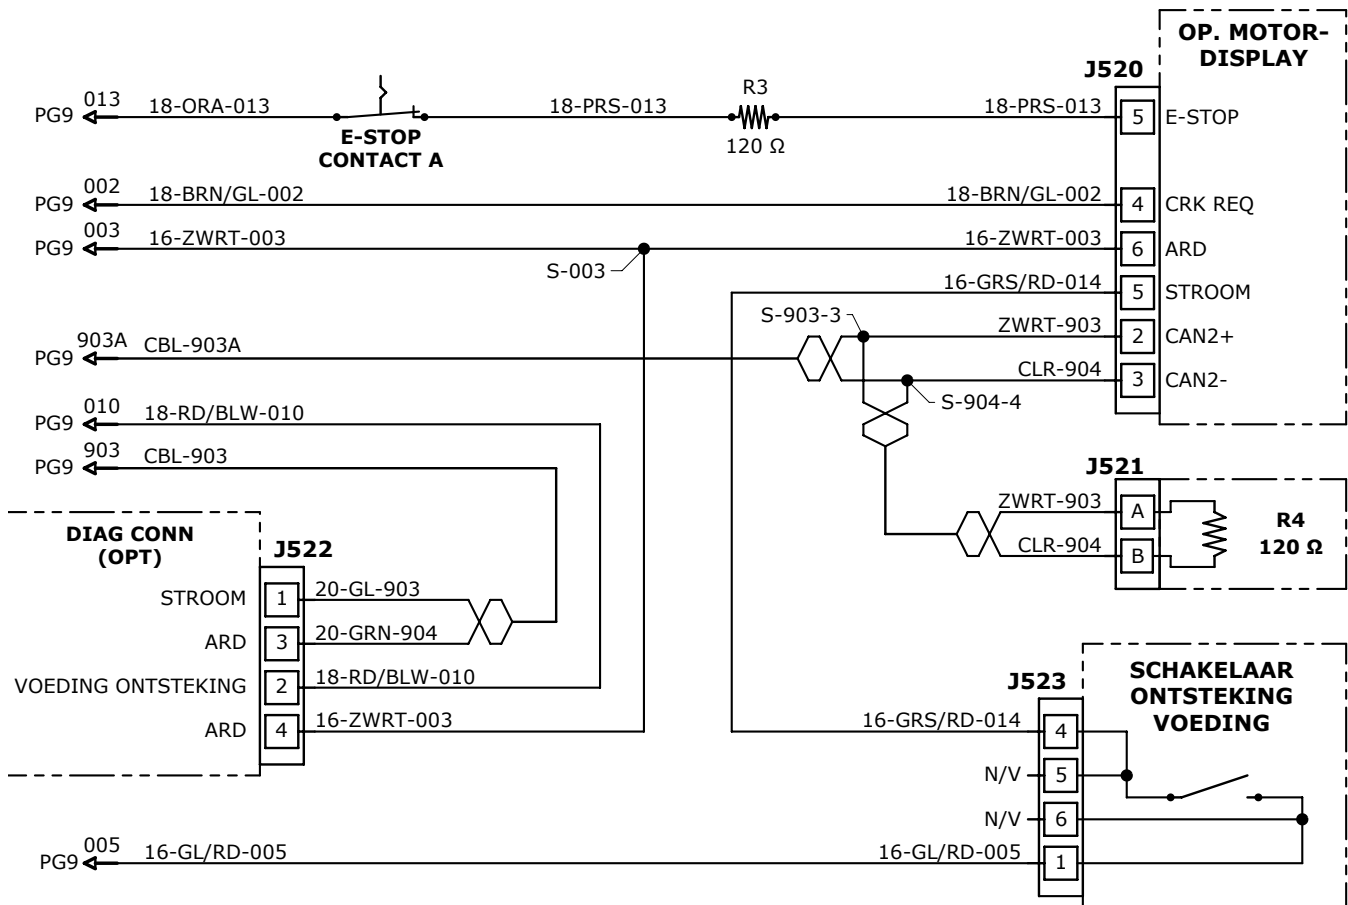 OP. MOTOR-
DISPLAY
J520
PG9 013 18-ORA-013 18-PRS-013 R3 18-PRS-013 5 E-STOP
E-STOP
CONTACT A
120 Ω
PG9 002 18-BRN/GL-002 18-BRN/GL-002 4 CRK REQ
PG9 003 16-ZWRT-003 16-ZWRT-003 6 ARD
S-003
16-GRS/RD-014 5 STROOM
S-903-3 ZWRT-903 2 CAN2+
PG9 903A CBL-903A
CLR-904 3 CAN2-
S-904-4
PG9 010 18-RD/BLW-010
PG9 903 CBL-903
J521
ZWRT-903 A
CLR-904 B
R4
120 Ω
DIAG CONN
(OPT)
J522
STROOM 1 20-GL-903
ARD 3 20-GRN-904
VOEDING ONTSTEKING 2 18-RD/BLW-010
ARD 4 16-ZWRT-003
SCHAKELAAR
ONTSTEKING
VOEDING
J523
16-GRS/RD-014 4
N/V 5
N/V 6
PG9 005 16-GL/RD-005 16-GL/RD-005 1